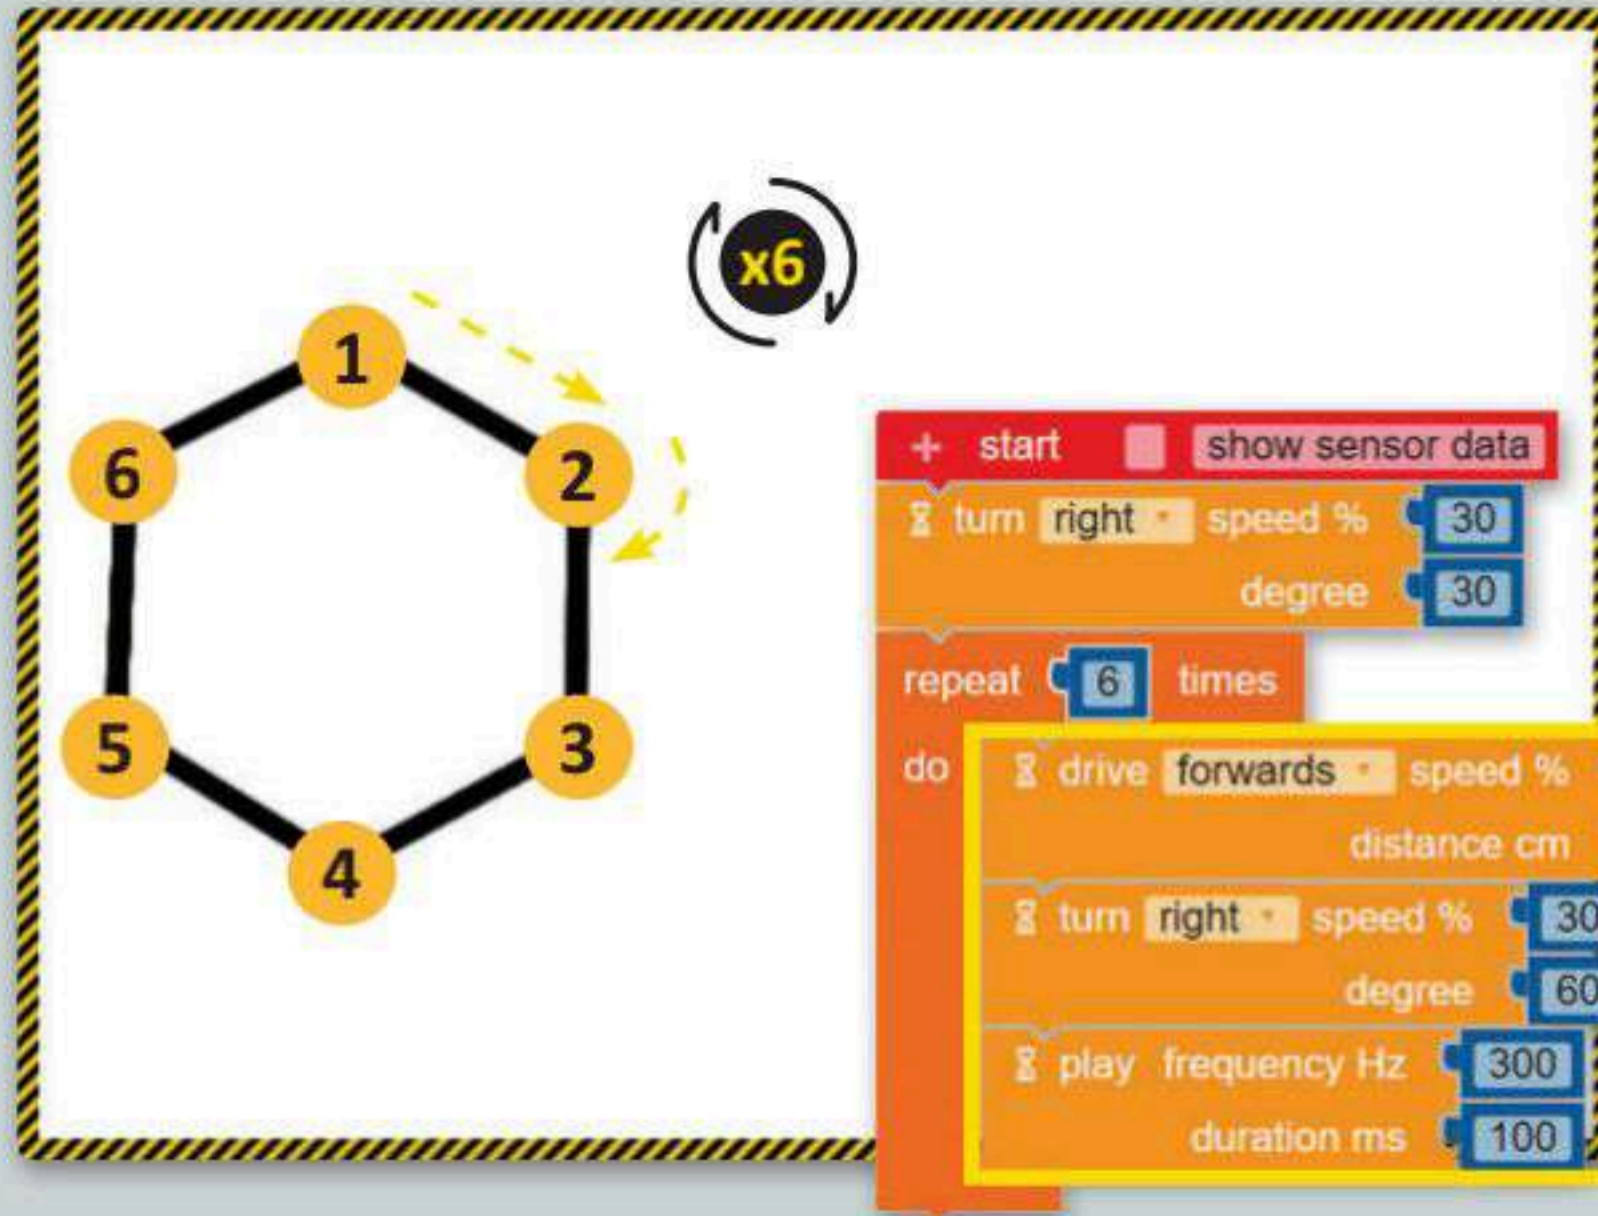 x6
1
2
3
4
5
6
+ start show sensor data
turn right speed % 30
degree 30
repeat 6 times
do drive forwards speed %
distance cm
turn right speed % 30
degree 60
play frequency Hz 300
duration ms 100